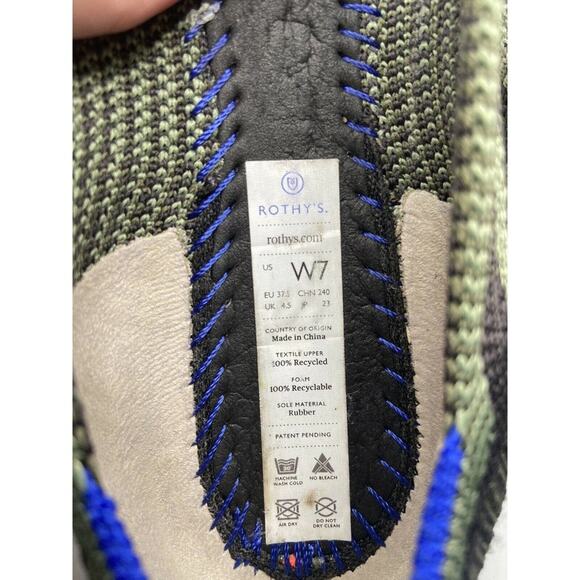 ROTHY'S.
rothys.com
US W7
EU 37.5 CHN 240
UK 4.5 JP 23
COUNTRY OF ORIGIN
Made in China
TEXTILE UPPER
100% Recycled
FOAM
100% Recyclable
SOLE MATERIAL
Rubber
PATENT PENDING
MACHINE WASH COLD
NO BLEACH
AIR DRY
DO NOT DRY CLEAN